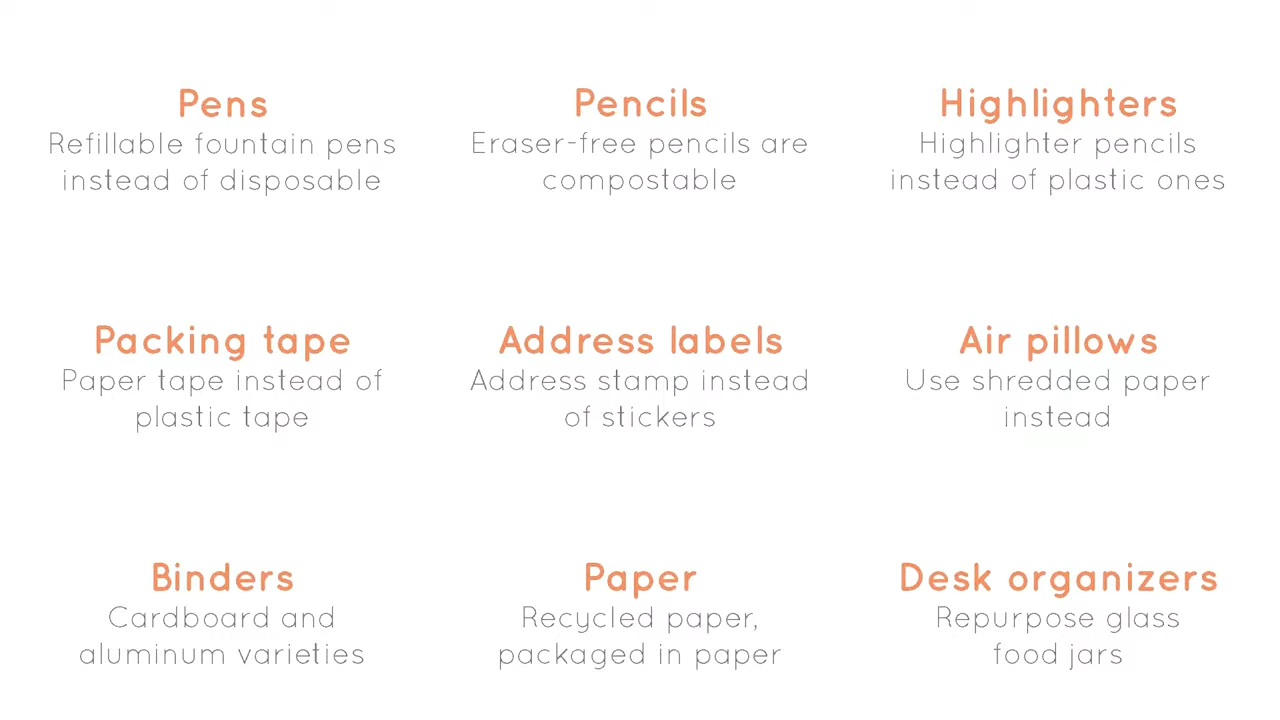 Pens
Refillable fountain pens
instead of disposable
Pencils
Eraser-free pencils are
compostable
Highlighters
Highlighter pencils
instead of plastic ones
Packing tape
Paper tape instead of
plastic tape
Address labels
Address stamp instead
of stickers
Air pillows
Use shredded paper
instead
Binders
Cardboard and
aluminum varieties
Paper
Recycled paper,
packaged in paper
Desk organizers
Repurpose glass
food jars